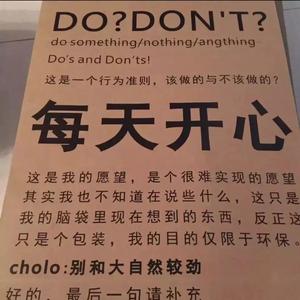 DO?DON'T?
do something/nothing/angthing
Do's and Don'ts!
这是一个行为准则，该做的与不该做的？
每天开心
这是我的愿望，是个很难实现的愿望
其实我也不知道在说些什么，这只是
我的脑袋里现在想到的东西，反正这
只是个包装，我的目的仅限于环保。
cholo:别和大自然较劲
好的，最后一句请补充